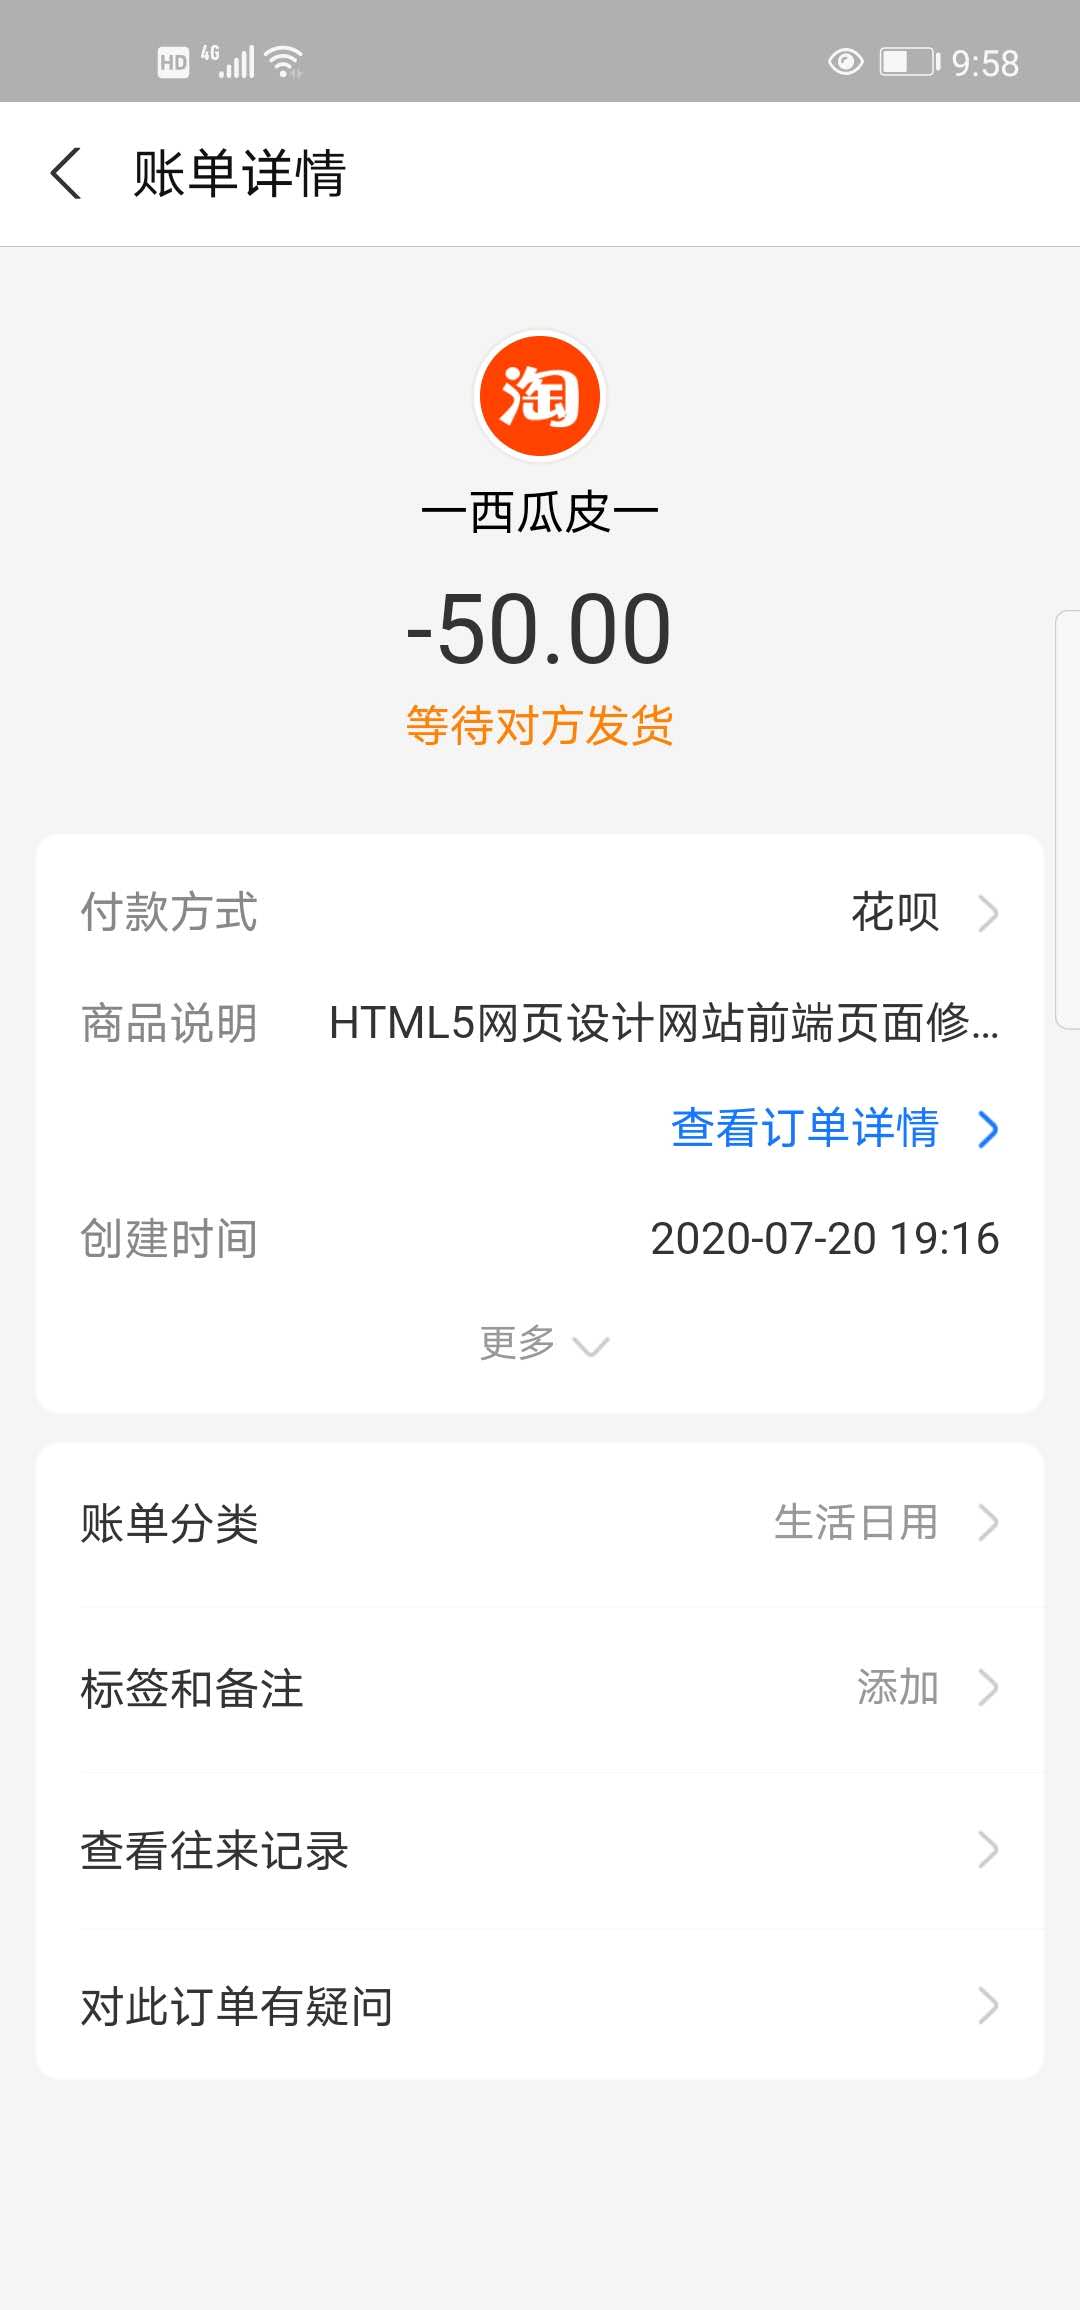 HD 4G 9:58
账单详情
淘
一西瓜皮一
-50.00
等待对方发货
付款方式 花呗
商品说明 HTML5网页设计网站前端页面修...
查看订单详情
创建时间 2020-07-20 19:16
更多
账单分类 生活日用
标签和备注 添加
查看往来记录
对此订单有疑问